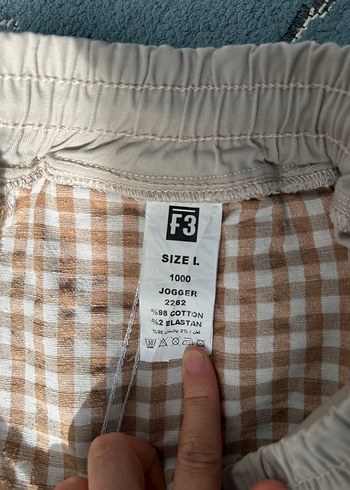 F3
SIZE L
1000
JOGGER
2262
%98 COTTON
%2 ELASTAN